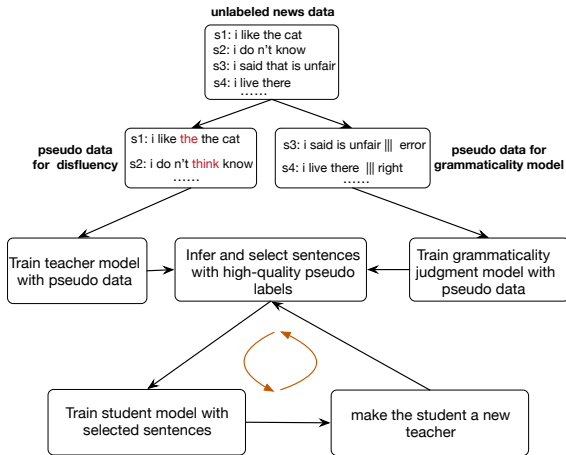 unlabeled news data
s1: i like the cat
s2: i do n't know
s3: i said that is unfair
s4: i live there
......
pseudo data
for disfluency
s1: i like the the cat
s2: i do n't think know
......
s3: i said is unfair ||| error
s4: i live there ||| right
......
pseudo data for
grammaticality model
Train teacher model
with pseudo data
Infer and select sentences
with high-quality pseudo
labels
Train grammaticality
judgment model with
pseudo data
Train student model with
selected sentences
make the student a new
teacher